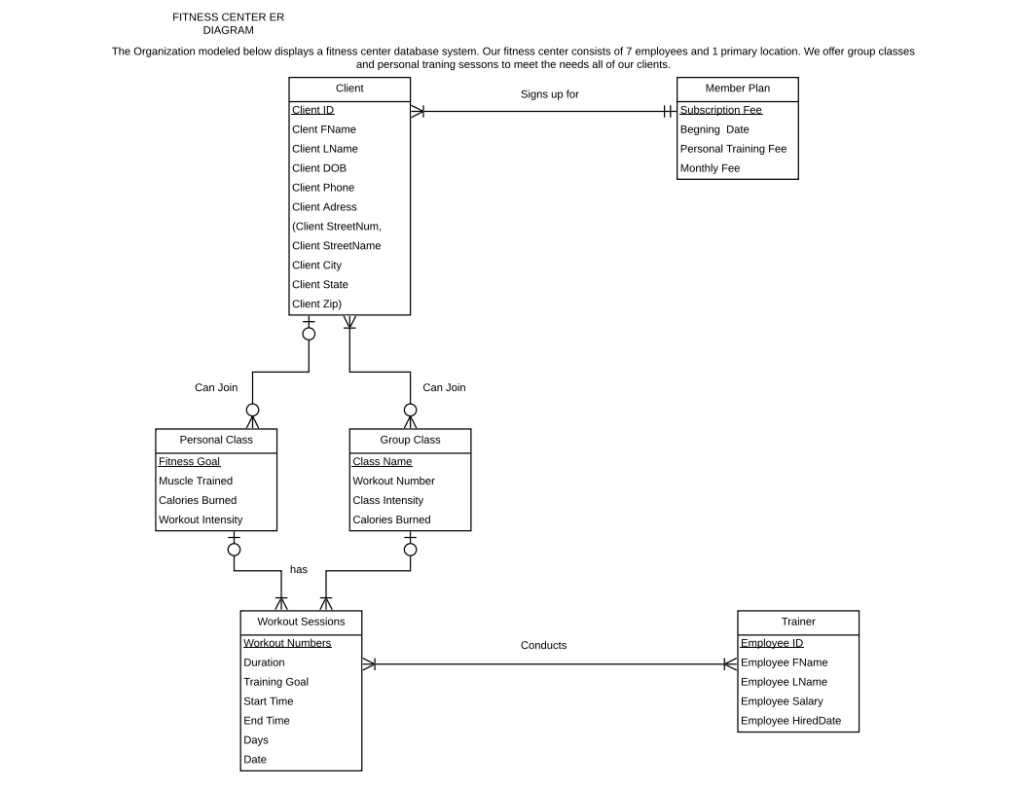 FITNESS CENTER ER
DIAGRAM
The Organization modeled below displays a fitness center database system. Our fitness center consists of 7 employees and 1 primary location. We offer group classes
and personal traning sessons to meet the needs all of our clients.
Client
Client ID
Clent FName
Client LName
Client DOB
Client Phone
Client Adress
(Client StreetNum,
Client StreetName
Client City
Client State
Client Zip)
Signs up for
Member Plan
Subscription Fee
Begning Date
Personal Training Fee
Monthly Fee
Can Join
Can Join
Personal Class
Fitness Goal
Muscle Trained
Calories Burned
Workout Intensity
Group Class
Class Name
Workout Number
Class Intensity
Calories Burned
has
Workout Sessions
Workout Numbers
Duration
Training Goal
Start Time
End Time
Days
Date
Conducts
Trainer
Employee ID
Employee FName
Employee LName
Employee Salary
Employee HiredDate